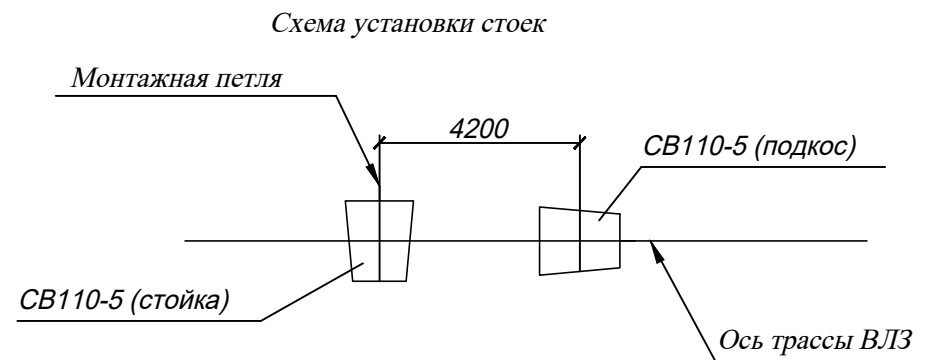 Схема установки стоек
Монтажная петля
4200
СВ110-5 (подкос)
СВ110-5 (стойка)
Ось трассы ВЛЗ